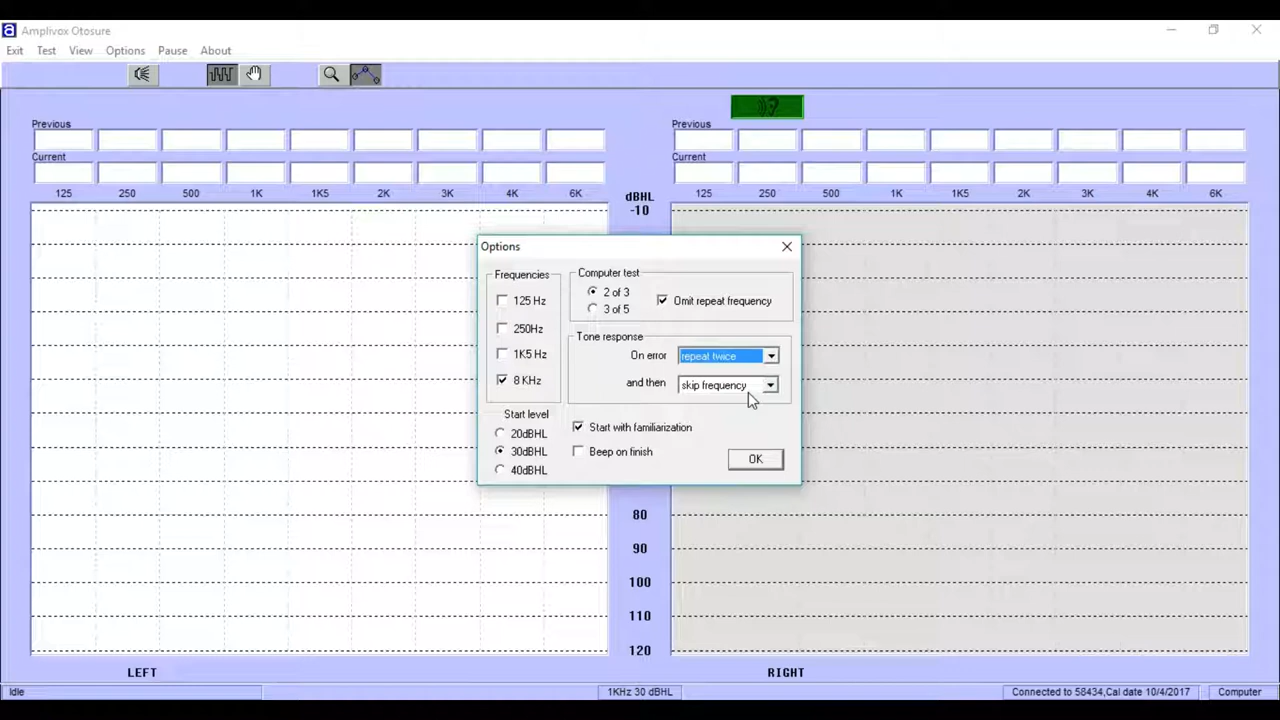 Amplivox Otosure
Exit Test View Options Pause About
Previous Previous
Current Current
125 250 500 1K 1K5 2K 3K 4K 6K dBHL 125 250 500 1K 1K5 2K 3K 4K 6K
-10
Options
Frequencies
125 Hz
250Hz
1K5 Hz
8 KHz
Start level
20dBHL
30dBHL
40dBHL
Computer test
2 of 3
3 of 5
Omit repeat frequency
Tone response
On error repeat twice
and then skip frequency
Start with familiarization
Beep on finish
OK
80
90
100
110
120
LEFT RIGHT
Idle 1KHz 30 dBHL Connected to 58434,Cal date 10/4/2017 Computer